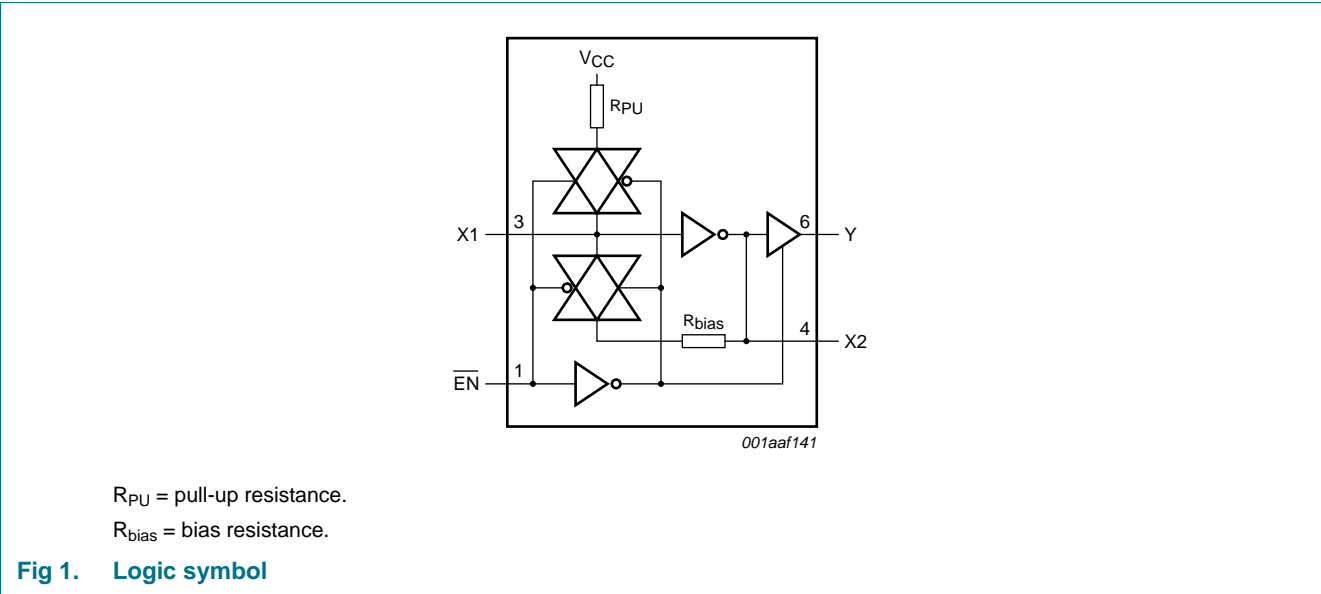 VCC
RPU
X1
3
6
Y
Rbias
4
X2
EN
1
001aaf141
RPU = pull-up resistance.
Rbias = bias resistance.
Fig 1. Logic symbol